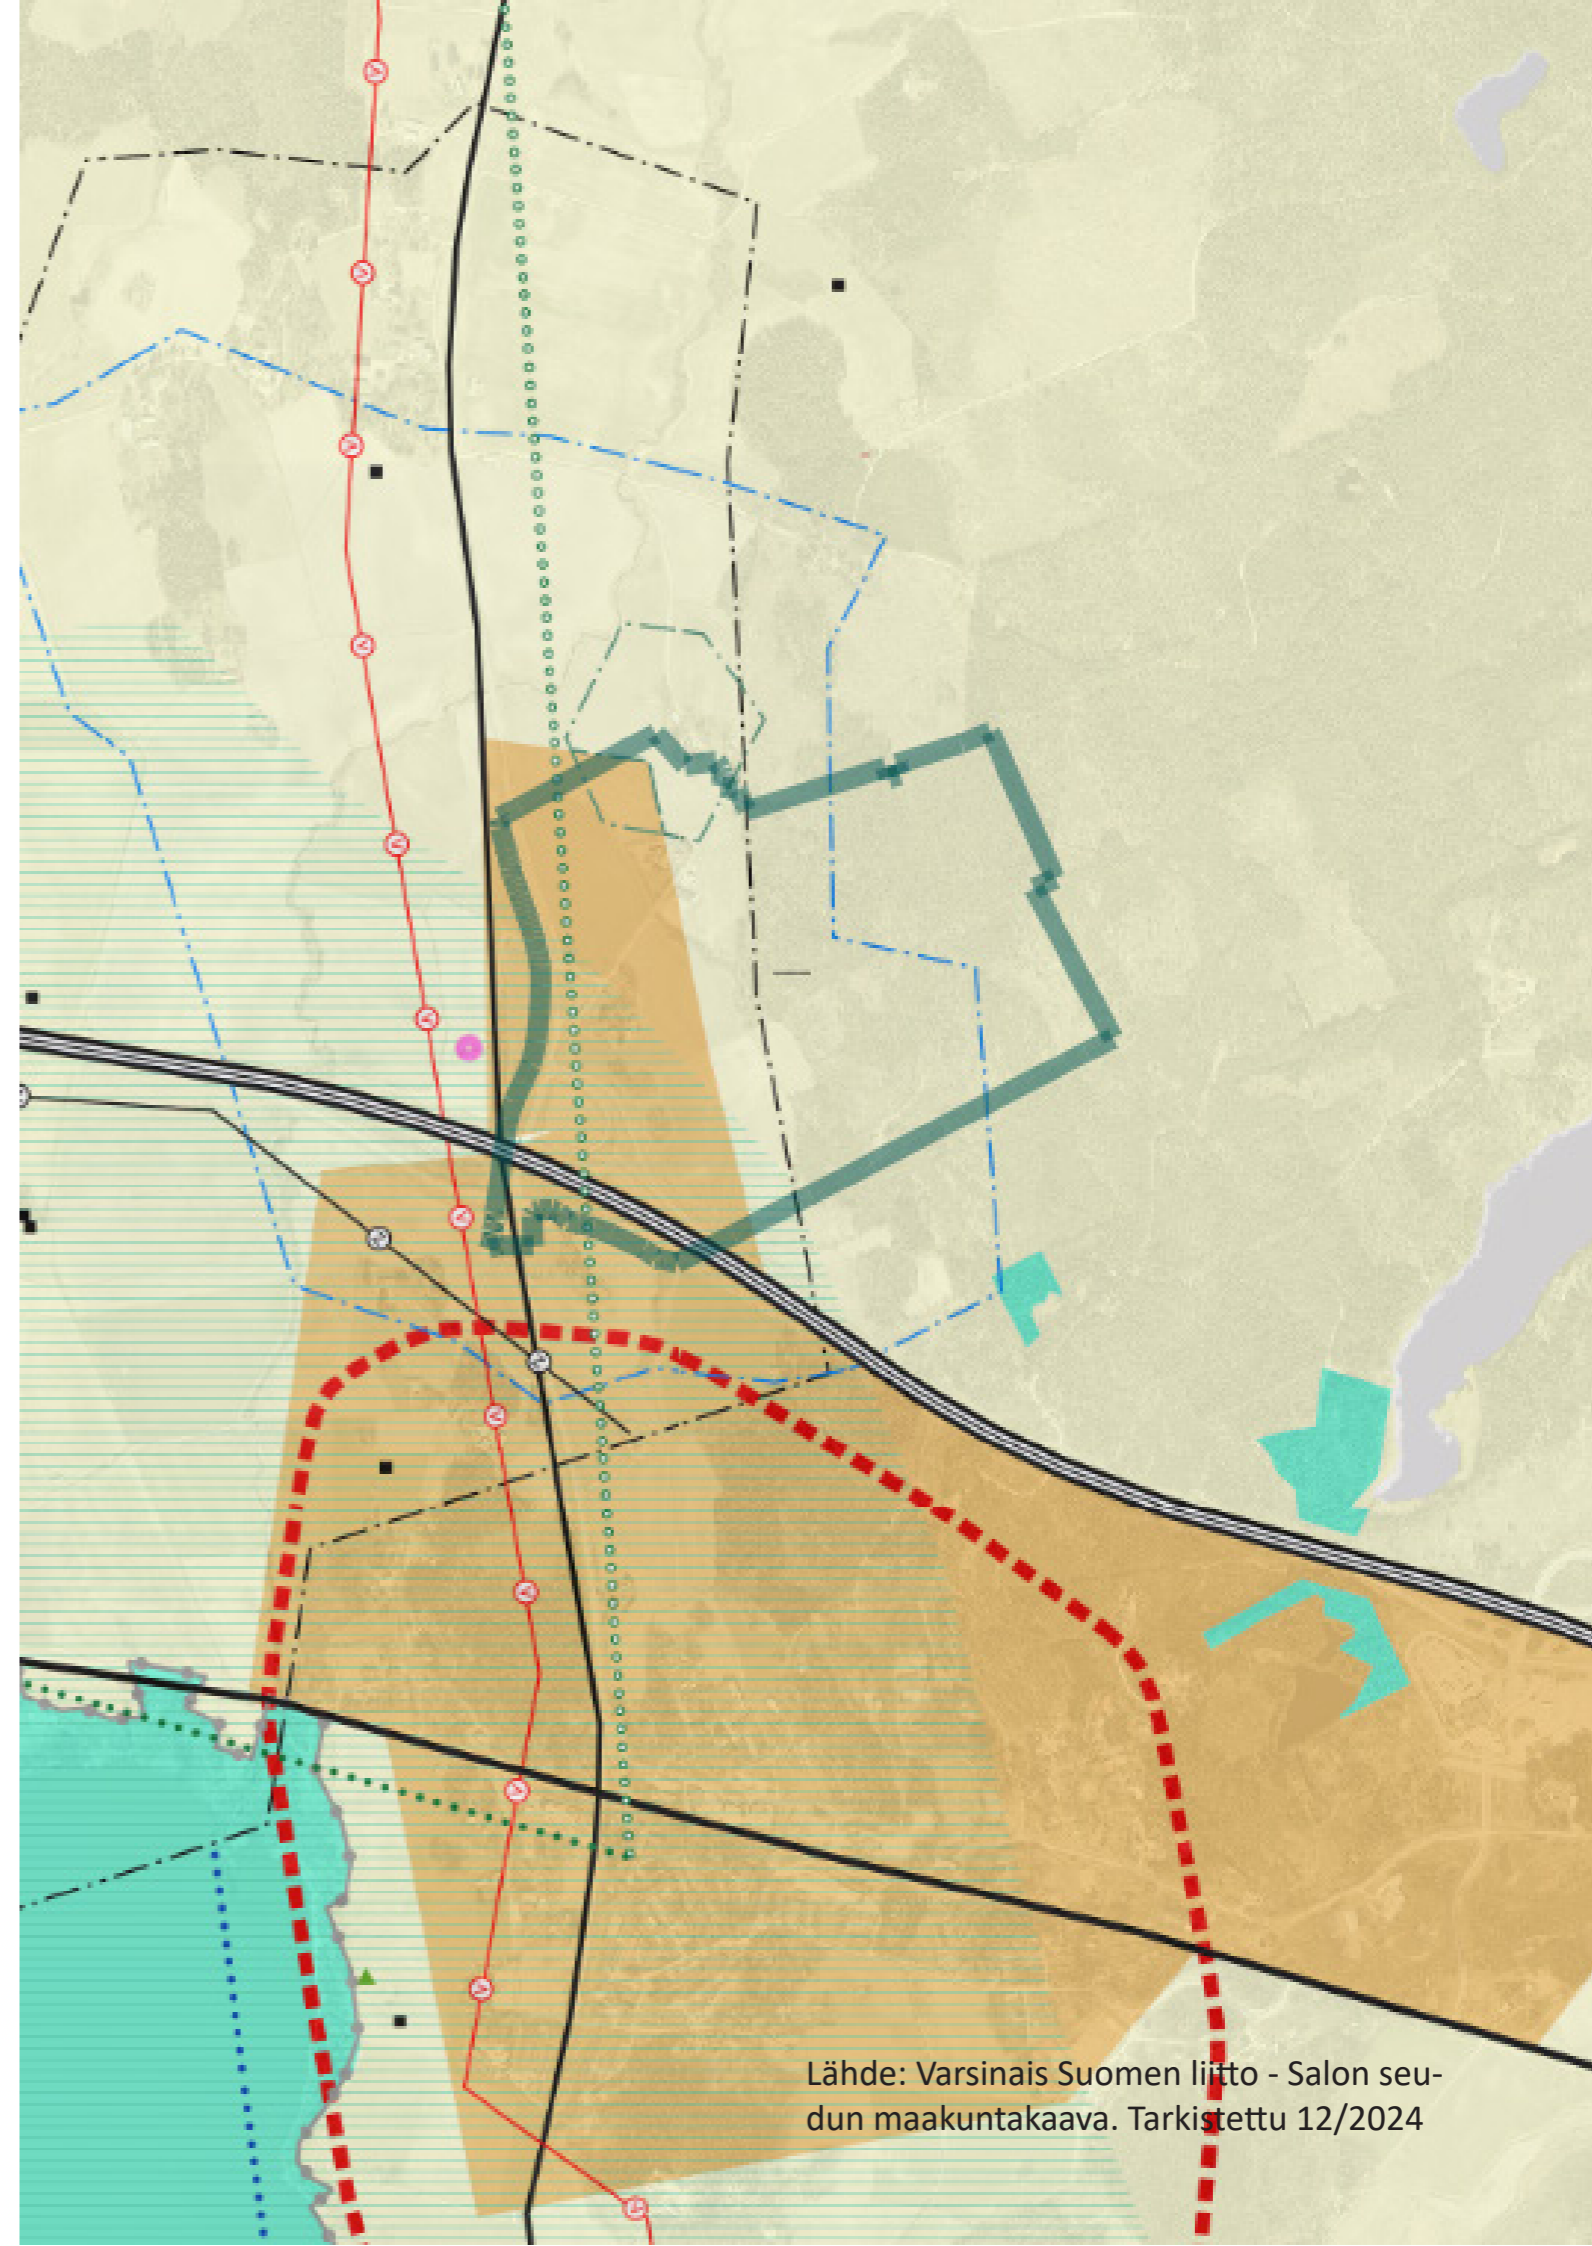 Lähde: Varsinais Suomen liitto - Salon seu-
dun maakuntakaava. Tarkistettu 12/2024